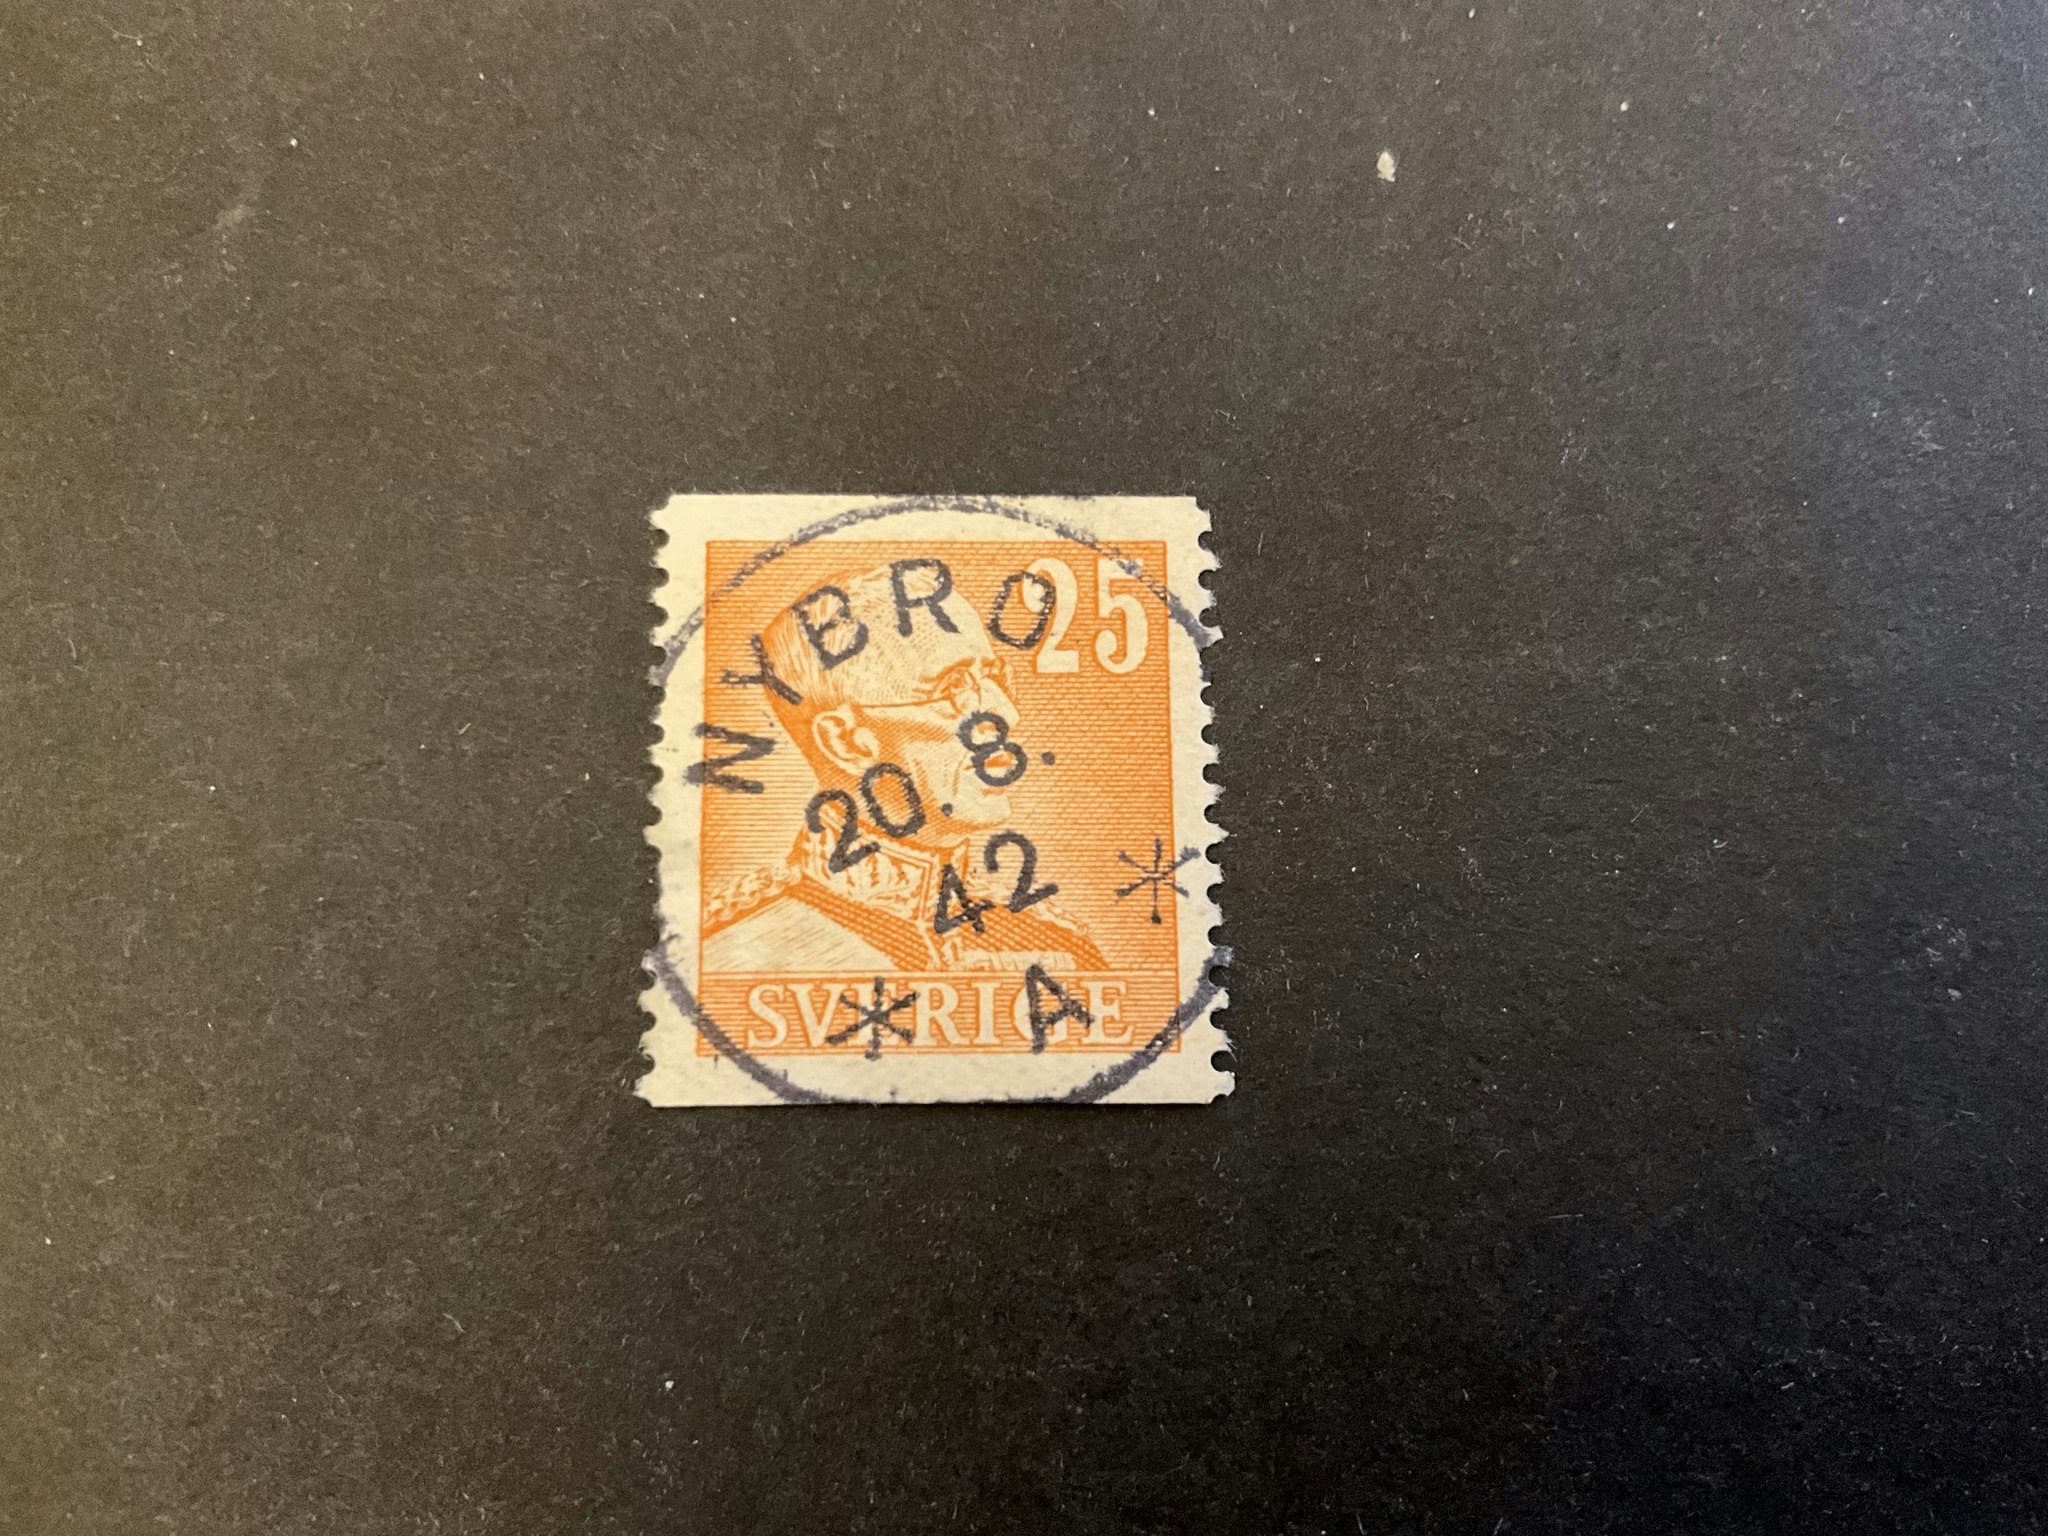 25
NYBRO
20. 8.
42
* A *
SVERIGE